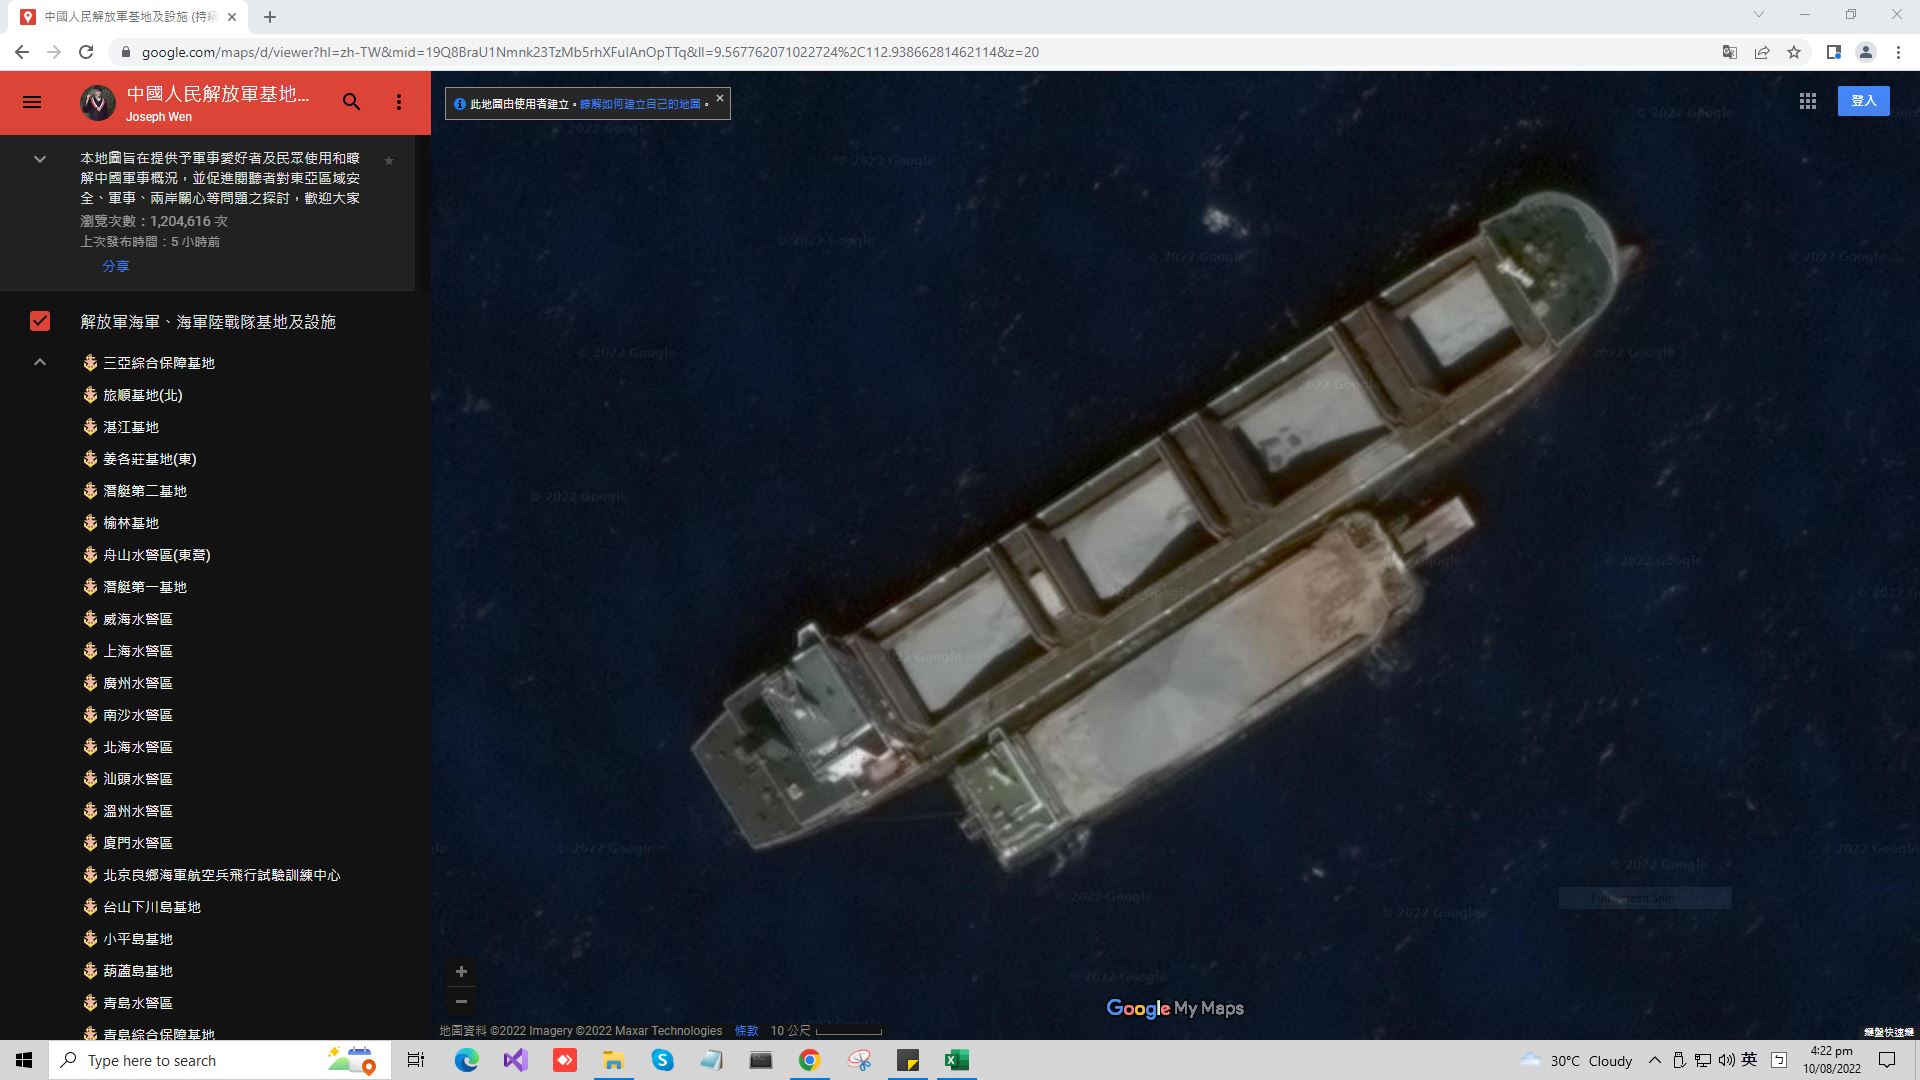 中國人民解放軍基地及設施 (持續
google.com/maps/d/viewer?hl=zh-TW&mid=19Q8BraU1Nmnk23TzMb5rhXFulAnOpTTq&ll=9.567762071022724%2C112.93866281462114&z=20
中國人民解放軍基地...
Joseph Wen
此地圖由使用者建立。瞭解如何建立自己的地圖。
登入
本地圖旨在提供予軍事愛好者及民眾使用和瞭
解中國軍事概況，並促進閱聽者對東亞區域安
全、軍事、兩岸關心等問題之探討，歡迎大家
瀏覽次數：1,204,616 次
上次發布時間：5 小時前
分享
解放軍海軍、海軍陸戰隊基地及設施
三亞綜合保障基地
旅順基地(北)
湛江基地
姜各莊基地(東)
潛艇第二基地
榆林基地
舟山水警區(東營)
潛艇第一基地
威海水警區
上海水警區
廣州水警區
南沙水警區
北海水警區
汕頭水警區
溫州水警區
廈門水警區
北京良鄉海軍航空兵飛行試驗訓練中心
台山下川島基地
小平島基地
葫蘆島基地
青島水警區
青島綜合保障基地
© 2022 Google
Full-screen Snip
Google My Maps
地圖資料 ©2022 Imagery ©2022 Maxar Technologies 條款 10 公尺
鍵盤快速鍵
Type here to search
30°C Cloudy
英
4:22 pm
10/08/2022